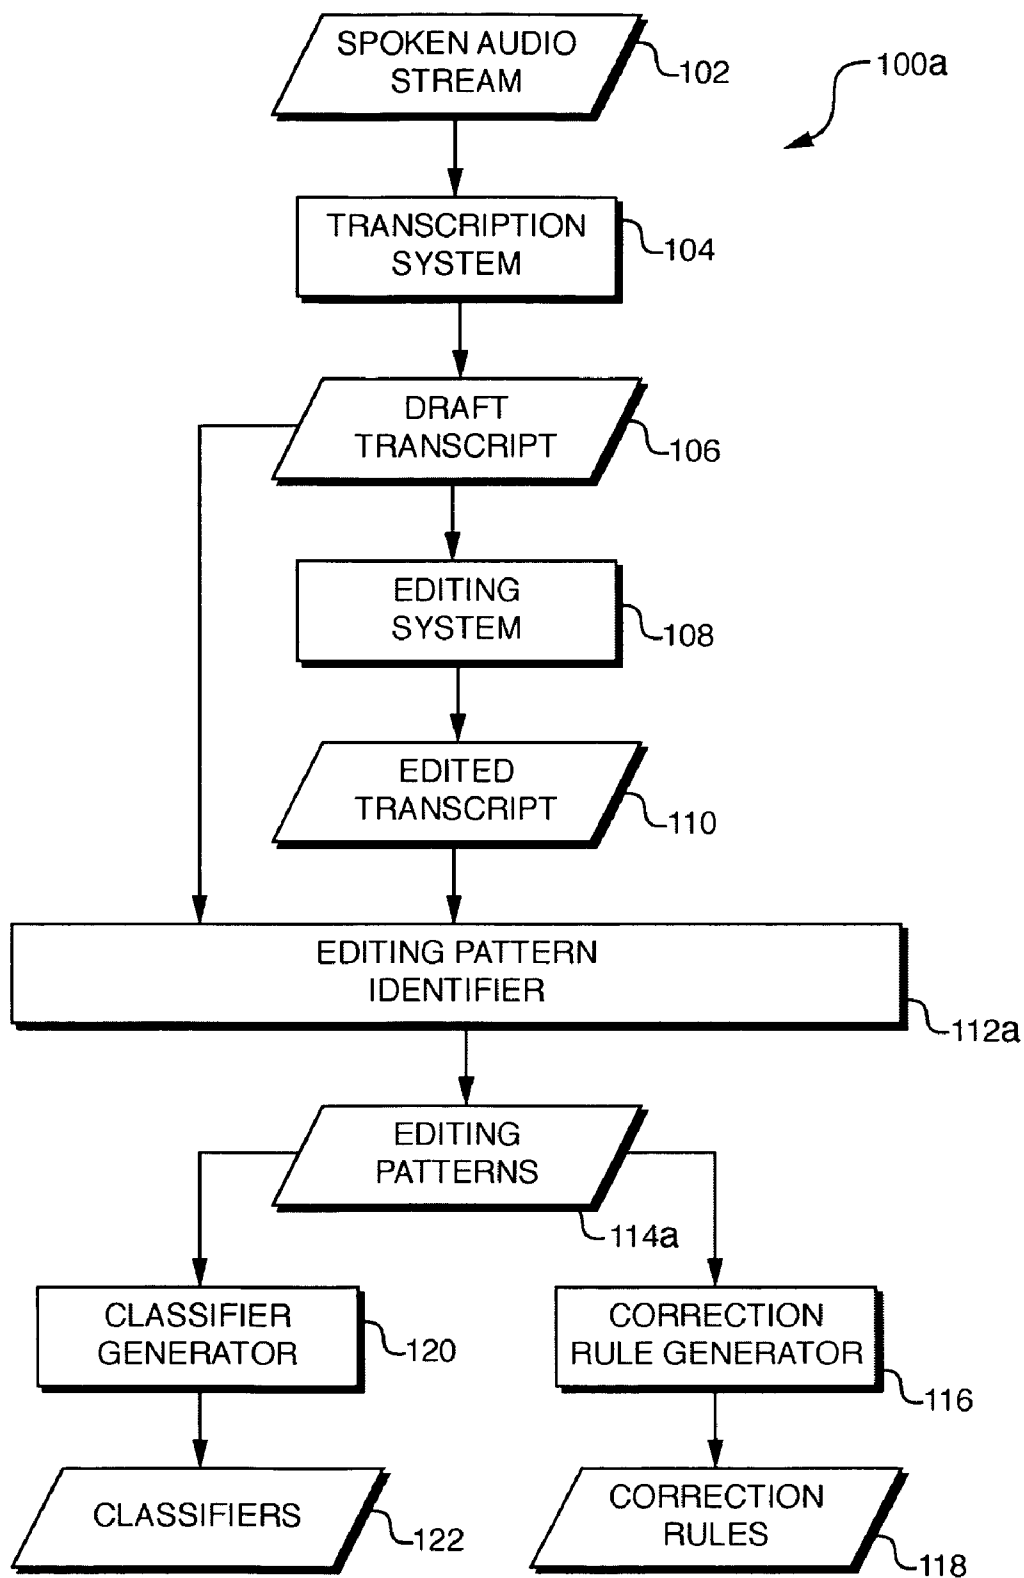 SPOKEN AUDIO
STREAM
102
100a
TRANSCRIPTION
SYSTEM
104
DRAFT
TRANSCRIPT
106
EDITING
SYSTEM
108
EDITED
TRANSCRIPT
110
EDITING PATTERN
IDENTIFIER
112a
EDITING
PATTERNS
114a
CLASSIFIER
GENERATOR
120
CORRECTION
RULE GENERATOR
116
CLASSIFIERS
122
CORRECTION
RULES
118